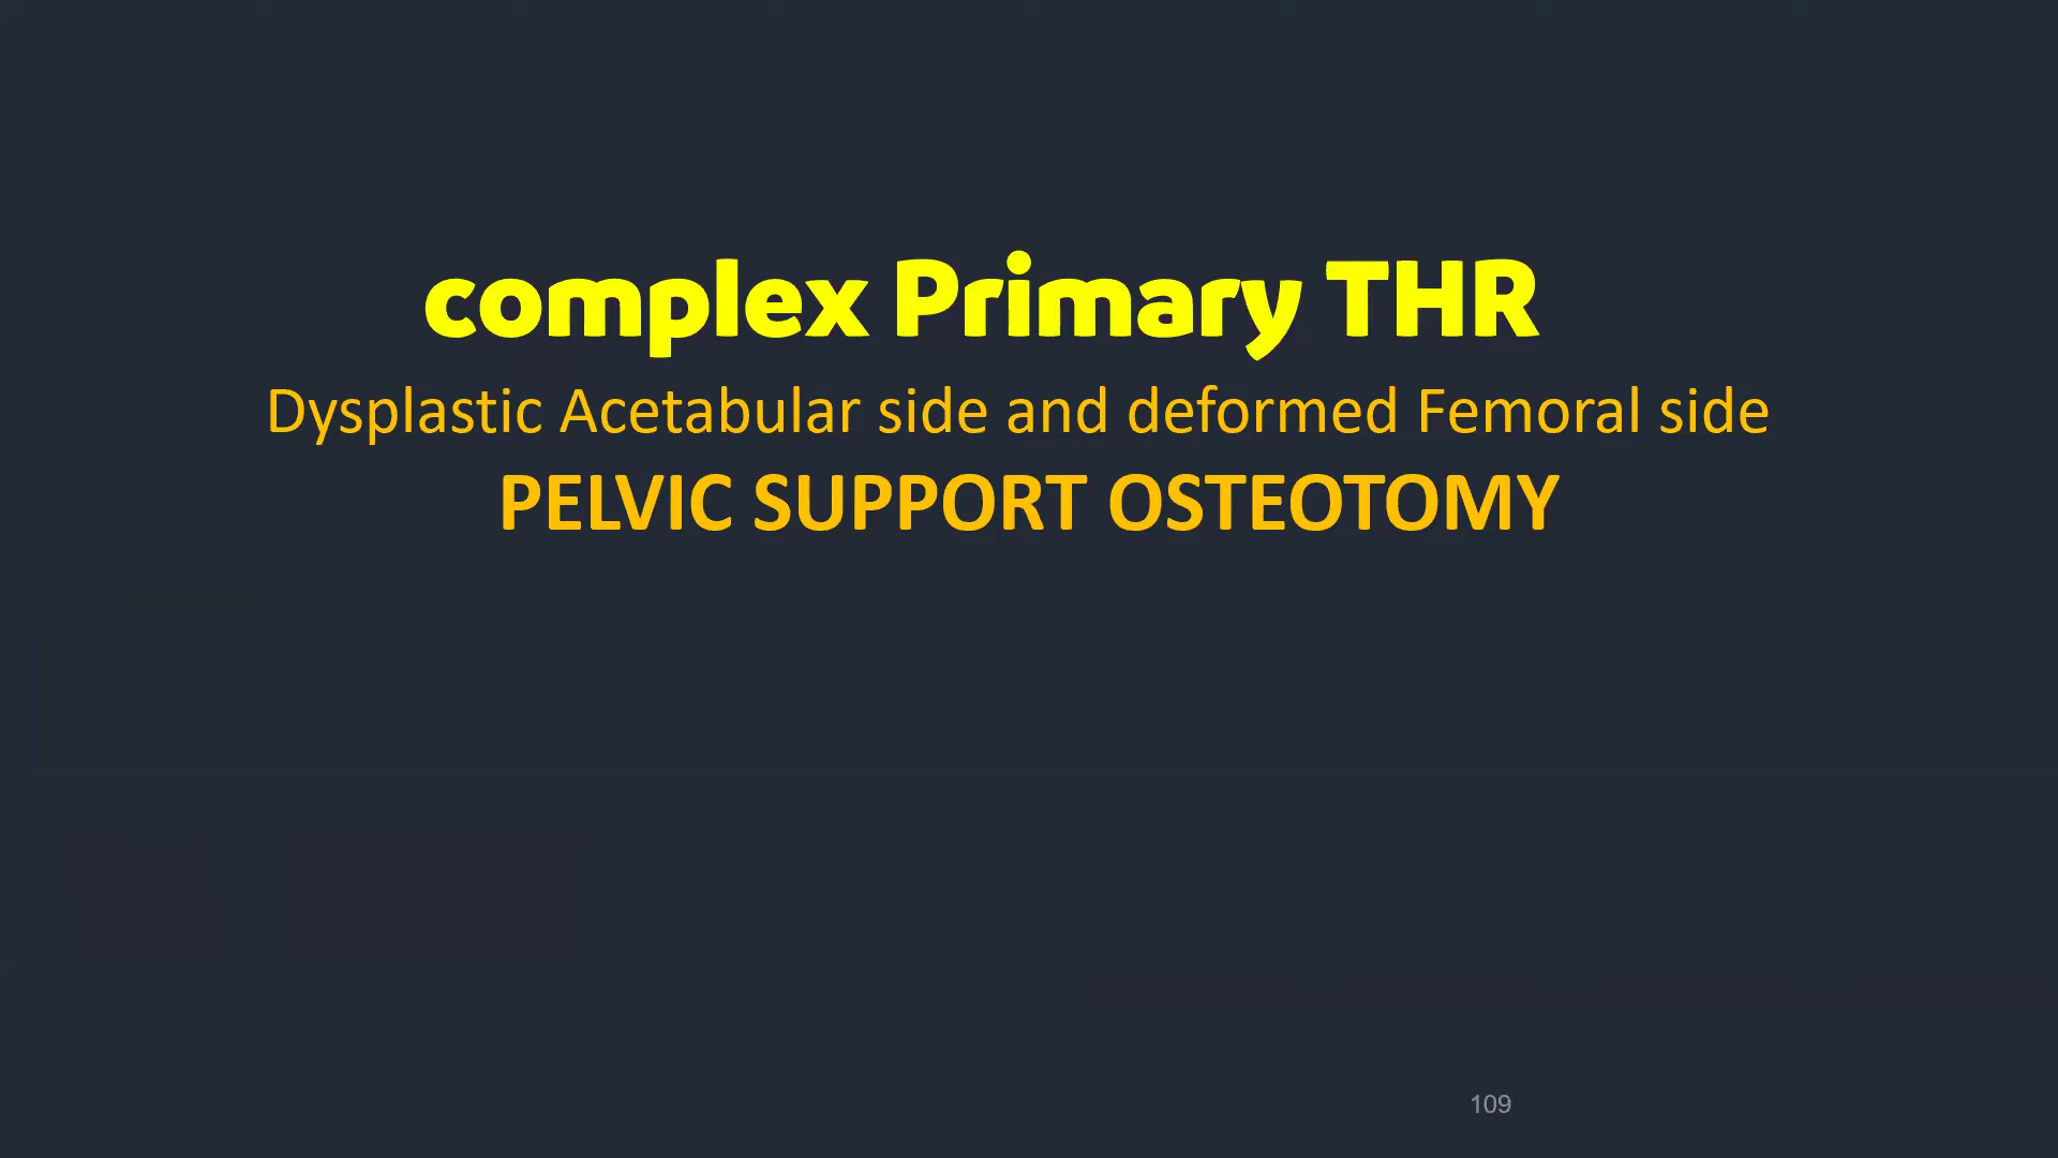 complex Primary THR
Dysplastic Acetabular side and deformed Femoral side
PELVIC SUPPORT OSTEOTOMY
109